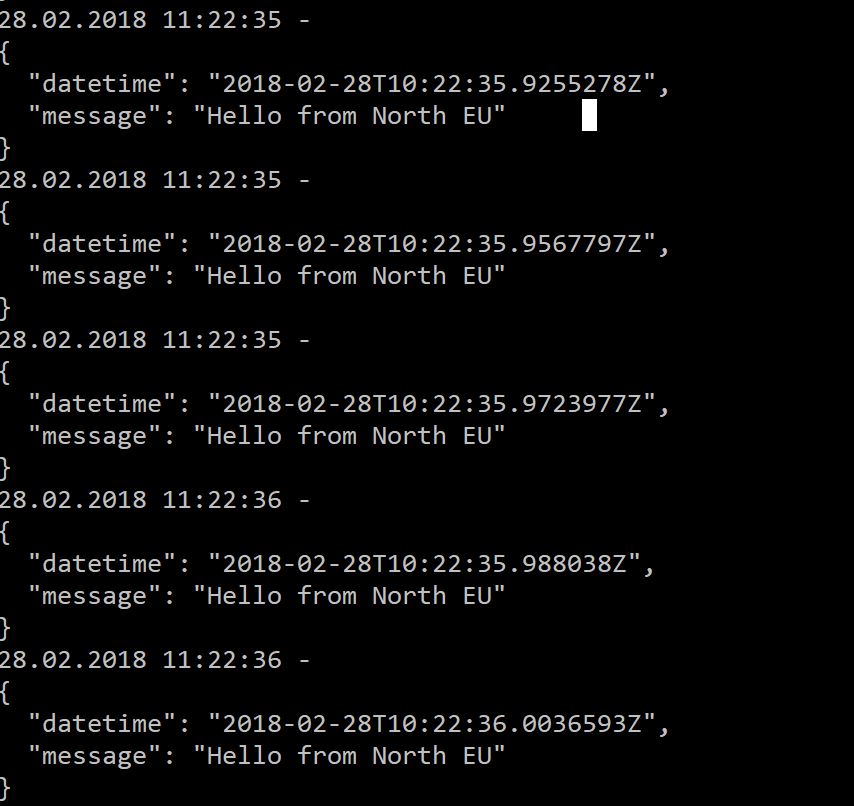 28.02.2018 11:22:35 -
{
  "datetime": "2018-02-28T10:22:35.9255278Z",
  "message": "Hello from North EU"
}
28.02.2018 11:22:35 -
{
  "datetime": "2018-02-28T10:22:35.9567797Z",
  "message": "Hello from North EU"
}
28.02.2018 11:22:35 -
{
  "datetime": "2018-02-28T10:22:35.9723977Z",
  "message": "Hello from North EU"
}
28.02.2018 11:22:36 -
{
  "datetime": "2018-02-28T10:22:35.988038Z",
  "message": "Hello from North EU"
}
28.02.2018 11:22:36 -
{
  "datetime": "2018-02-28T10:22:36.0036593Z",
  "message": "Hello from North EU"
}